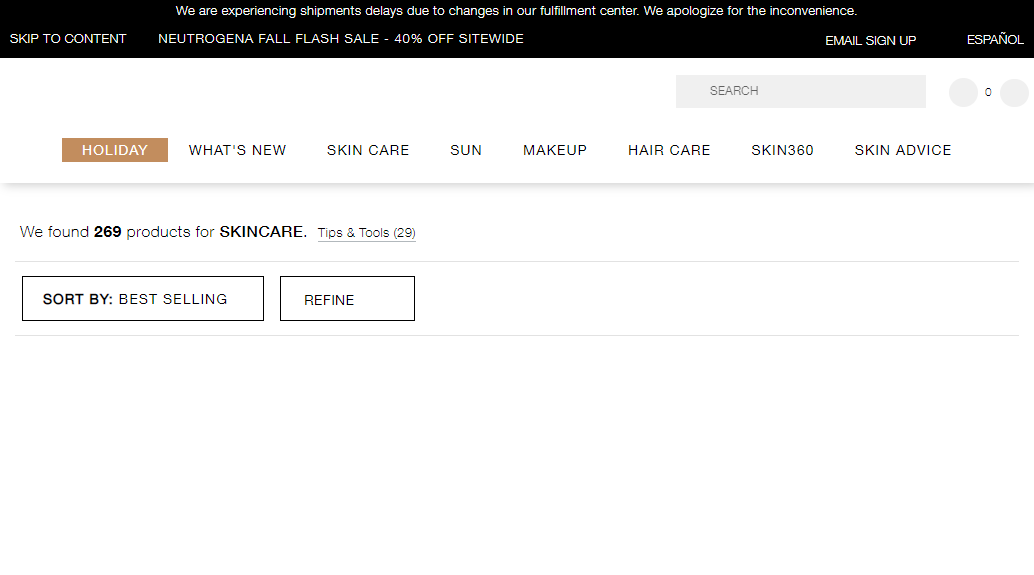 We are experiencing shipments delays due to changes in our fulfillment center. We apologize for the inconvenience.
SKIP TO CONTENT NEUTROGENA FALL FLASH SALE - 40% OFF SITEWIDE EMAIL SIGN UP ESPAÑOL
SEARCH 0
HOLIDAY WHAT'S NEW SKIN CARE SUN MAKEUP HAIR CARE SKIN360 SKIN ADVICE
We found 269 products for SKINCARE. Tips & Tools (29)
SORT BY: BEST SELLING REFINE